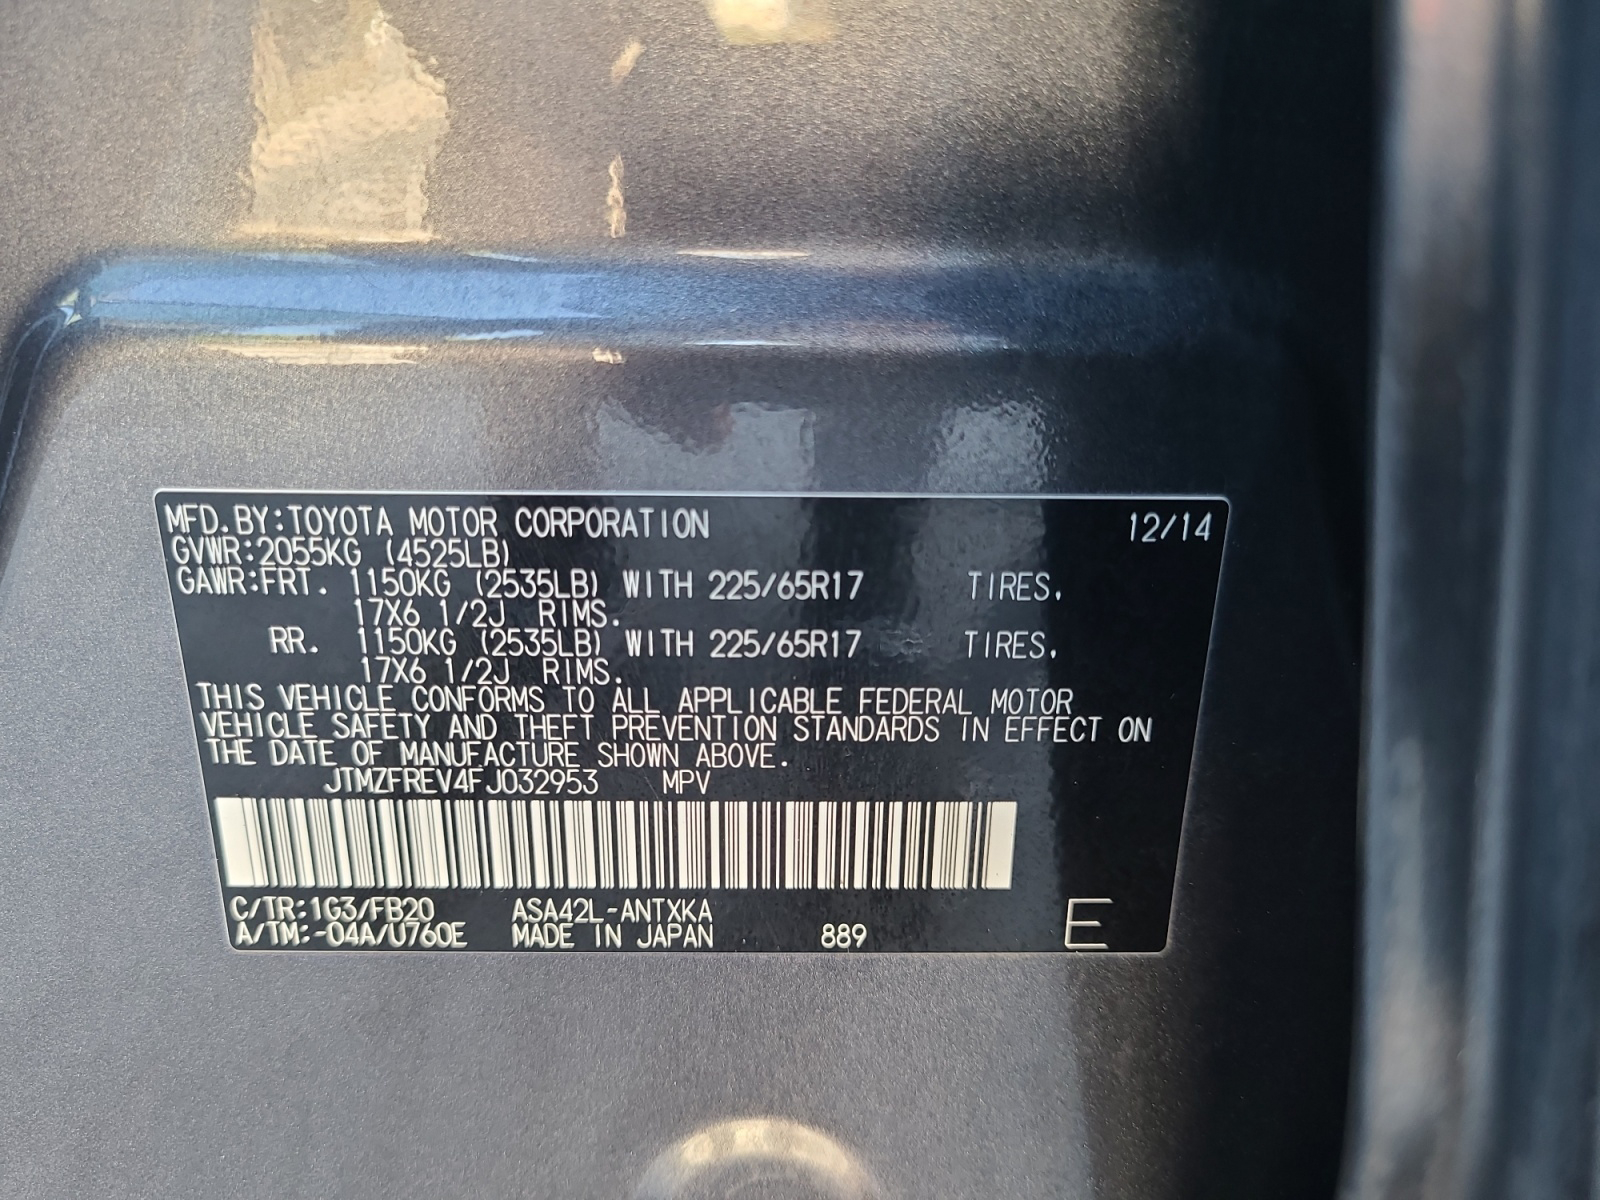 MFD.BY:TOYOTA MOTOR CORPORATION 12/14
GVWR:2055KG (4525LB)
GAWR:FRT. 1150KG (2535LB) WITH 225/65R17 TIRES,
17X6 1/2J RIMS.
RR. 1150KG (2535LB) WITH 225/65R17 TIRES,
17X6 1/2J RIMS.
THIS VEHICLE CONFORMS TO ALL APPLICABLE FEDERAL MOTOR
VEHICLE SAFETY AND THEFT PREVENTION STANDARDS IN EFFECT ON
THE DATE OF MANUFACTURE SHOWN ABOVE.
JTMZFREV4FJ032953 MPV
C/TR:1G3/FB20 ASA42L-ANTXKA
A/TM:-04A/U760E MADE IN JAPAN 889 E